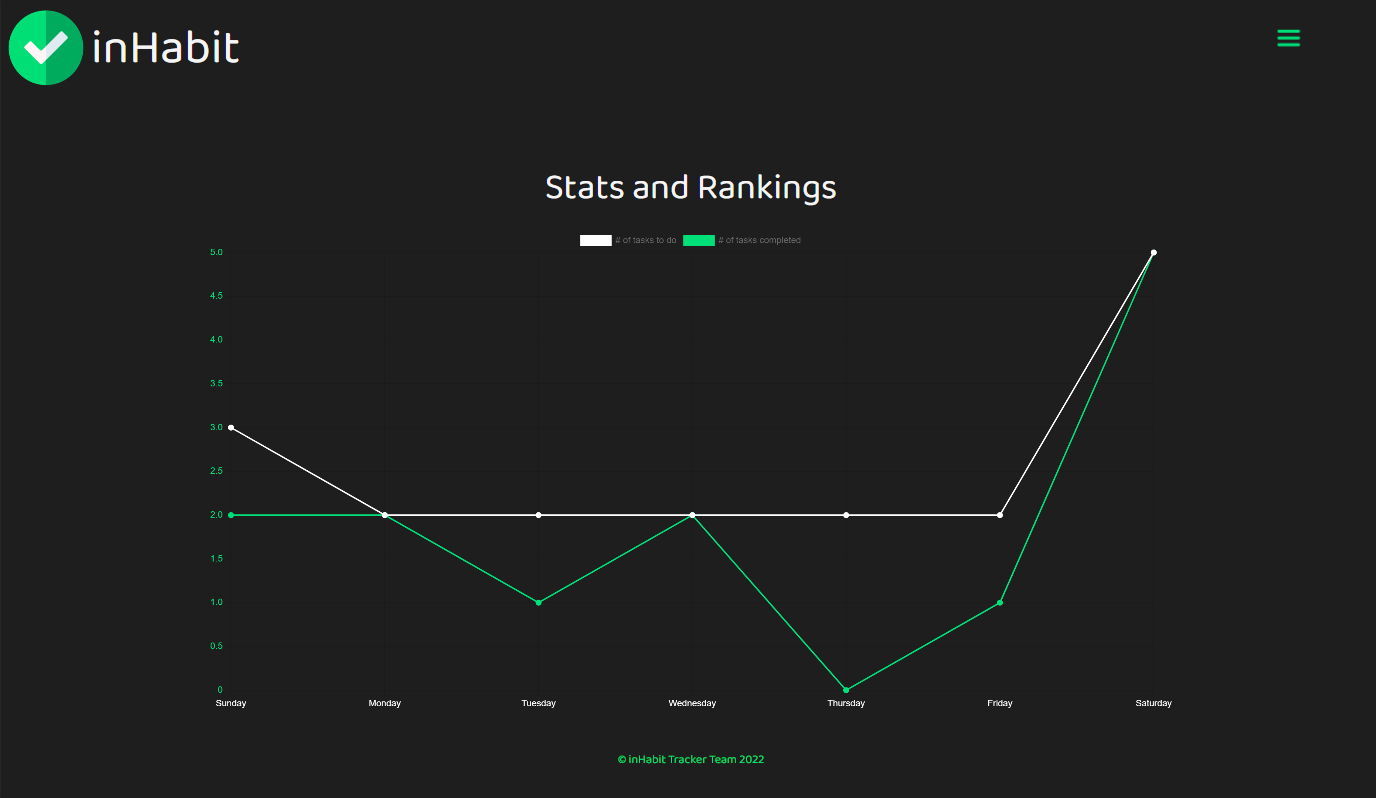 inHabit
Stats and Rankings
# of tasks to do # of tasks completed
5.0
4.5
4.0
3.5
3.0
2.5
2.0
1.5
1.0
0.5
0
Sunday Monday Tuesday Wednesday Thursday Friday Saturday
© inHabit Tracker Team 2022